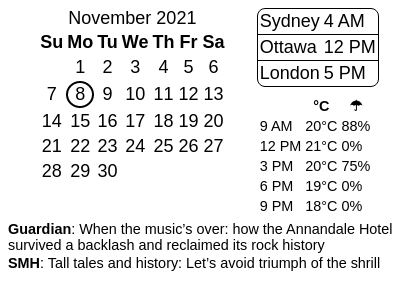 November 2021
Su Mo Tu We Th Fr Sa
1 2 3 4 5 6
7 8 9 10 11 12 13
14 15 16 17 18 19 20
21 22 23 24 25 26 27
28 29 30
Sydney 4 AM
Ottawa 12 PM
London 5 PM
°C ☂
9 AM 20°C 88%
12 PM 21°C 0%
3 PM 20°C 75%
6 PM 19°C 0%
9 PM 18°C 0%
Guardian: When the music’s over: how the Annandale Hotel
survived a backlash and reclaimed its rock history
SMH: Tall tales and history: Let’s avoid triumph of the shrill